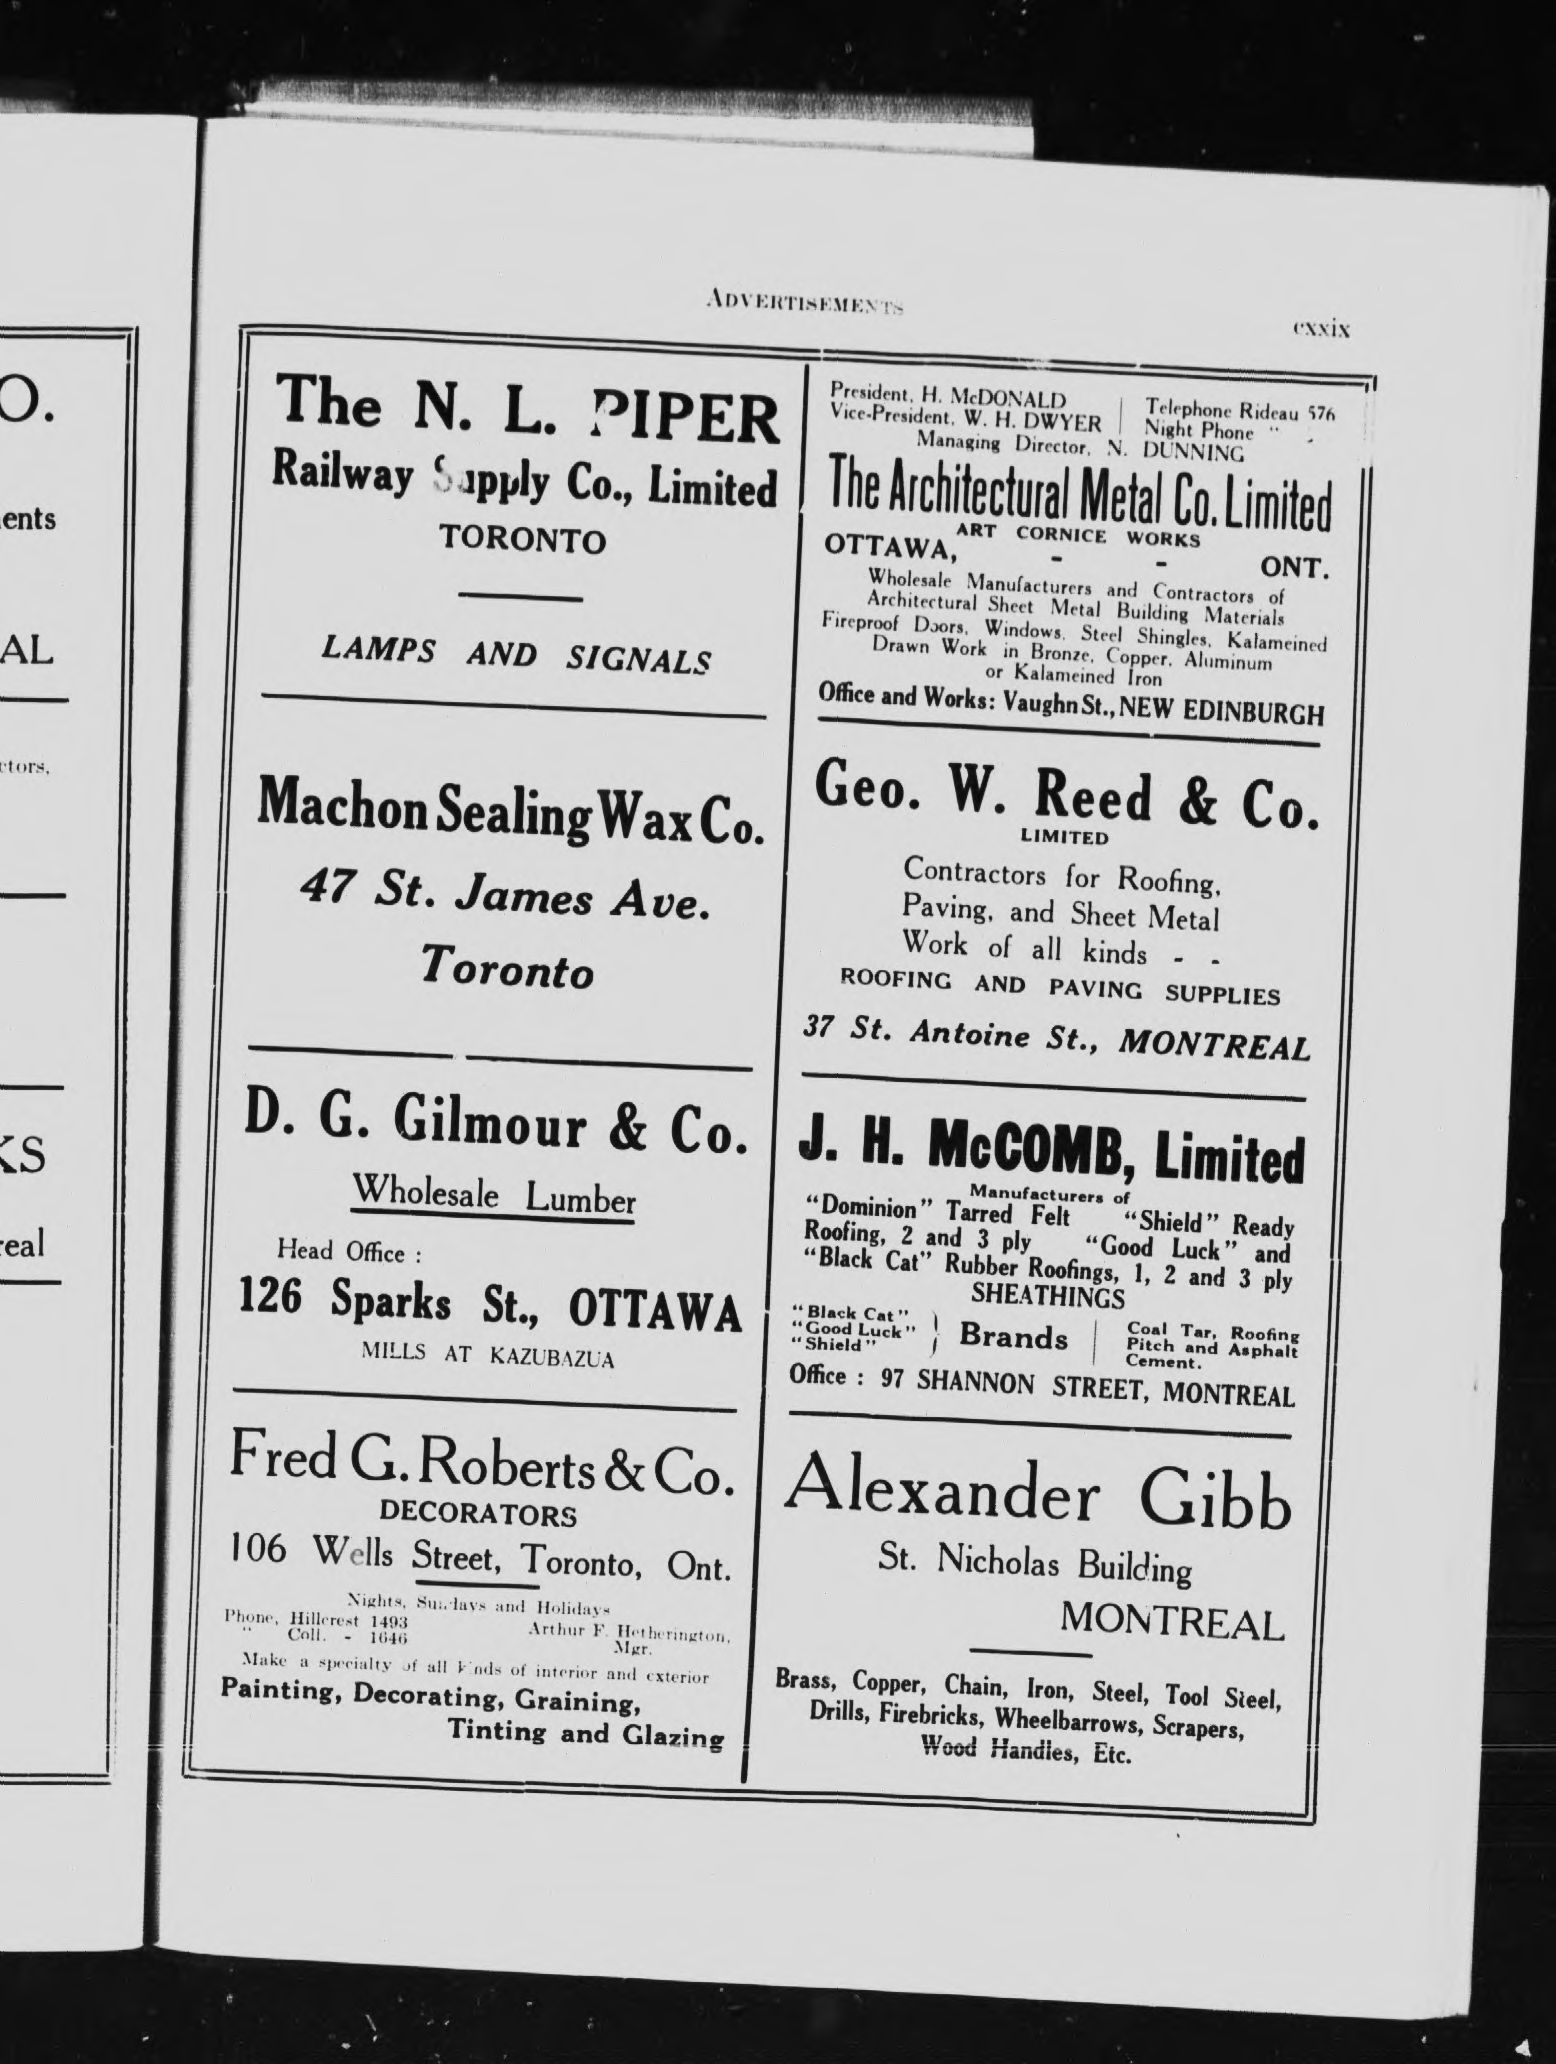 O.
ents
AL
ctors,
KS
real
ADVERTISEMENTS
cxxix
The N. L. PIPER
Railway Supply Co., Limited
TORONTO
LAMPS AND SIGNALS
Machon Sealing Wax Co.
47 St. James Ave.
Toronto
D. G. Gilmour & Co.
Wholesale Lumber
Head Office :
126 Sparks St., OTTAWA
MILLS AT KAZUBAZUA
Fred G. Roberts & Co.
DECORATORS
106 Wells Street, Toronto, Ont.
Nights, Sundays and Holidays
Phone, Hillcrest 1493
" Coll. - 1646
Arthur F. Hetherington,
Mgr.
Make a specialty of all kinds of interior and exterior
Painting, Decorating, Graining,
Tinting and Glazing
President, H. McDONALD
Vice-President, W. H. DWYER
Telephone Rideau 576
Night Phone "
Managing Director, N. DUNNING
The Architectural Metal Co. Limited
ART CORNICE WORKS
OTTAWA, - - ONT.
Wholesale Manufacturers and Contractors of
Architectural Sheet Metal Building Materials
Fireproof Doors, Windows, Steel Shingles, Kalameined
Drawn Work in Bronze, Copper, Aluminum
or Kalameined Iron
Office and Works: Vaughn St., NEW EDINBURGH
Geo. W. Reed & Co.
LIMITED
Contractors for Roofing,
Paving, and Sheet Metal
Work of all kinds - -
ROOFING AND PAVING SUPPLIES
37 St. Antoine St., MONTREAL
J. H. McCOMB, Limited
Manufacturers of
"Dominion" Tarred Felt "Shield" Ready
Roofing, 2 and 3 ply "Good Luck" and
"Black Cat" Rubber Roofings, 1, 2 and 3 ply
SHEATHINGS
"Black Cat"
"Good Luck"
"Shield"
Brands
Coal Tar, Roofing
Pitch and Asphalt
Cement.
Office : 97 SHANNON STREET, MONTREAL
Alexander Gibb
St. Nicholas Building
MONTREAL
Brass, Copper, Chain, Iron, Steel, Tool Steel,
Drills, Firebricks, Wheelbarrows, Scrapers,
Wood Handles, Etc.